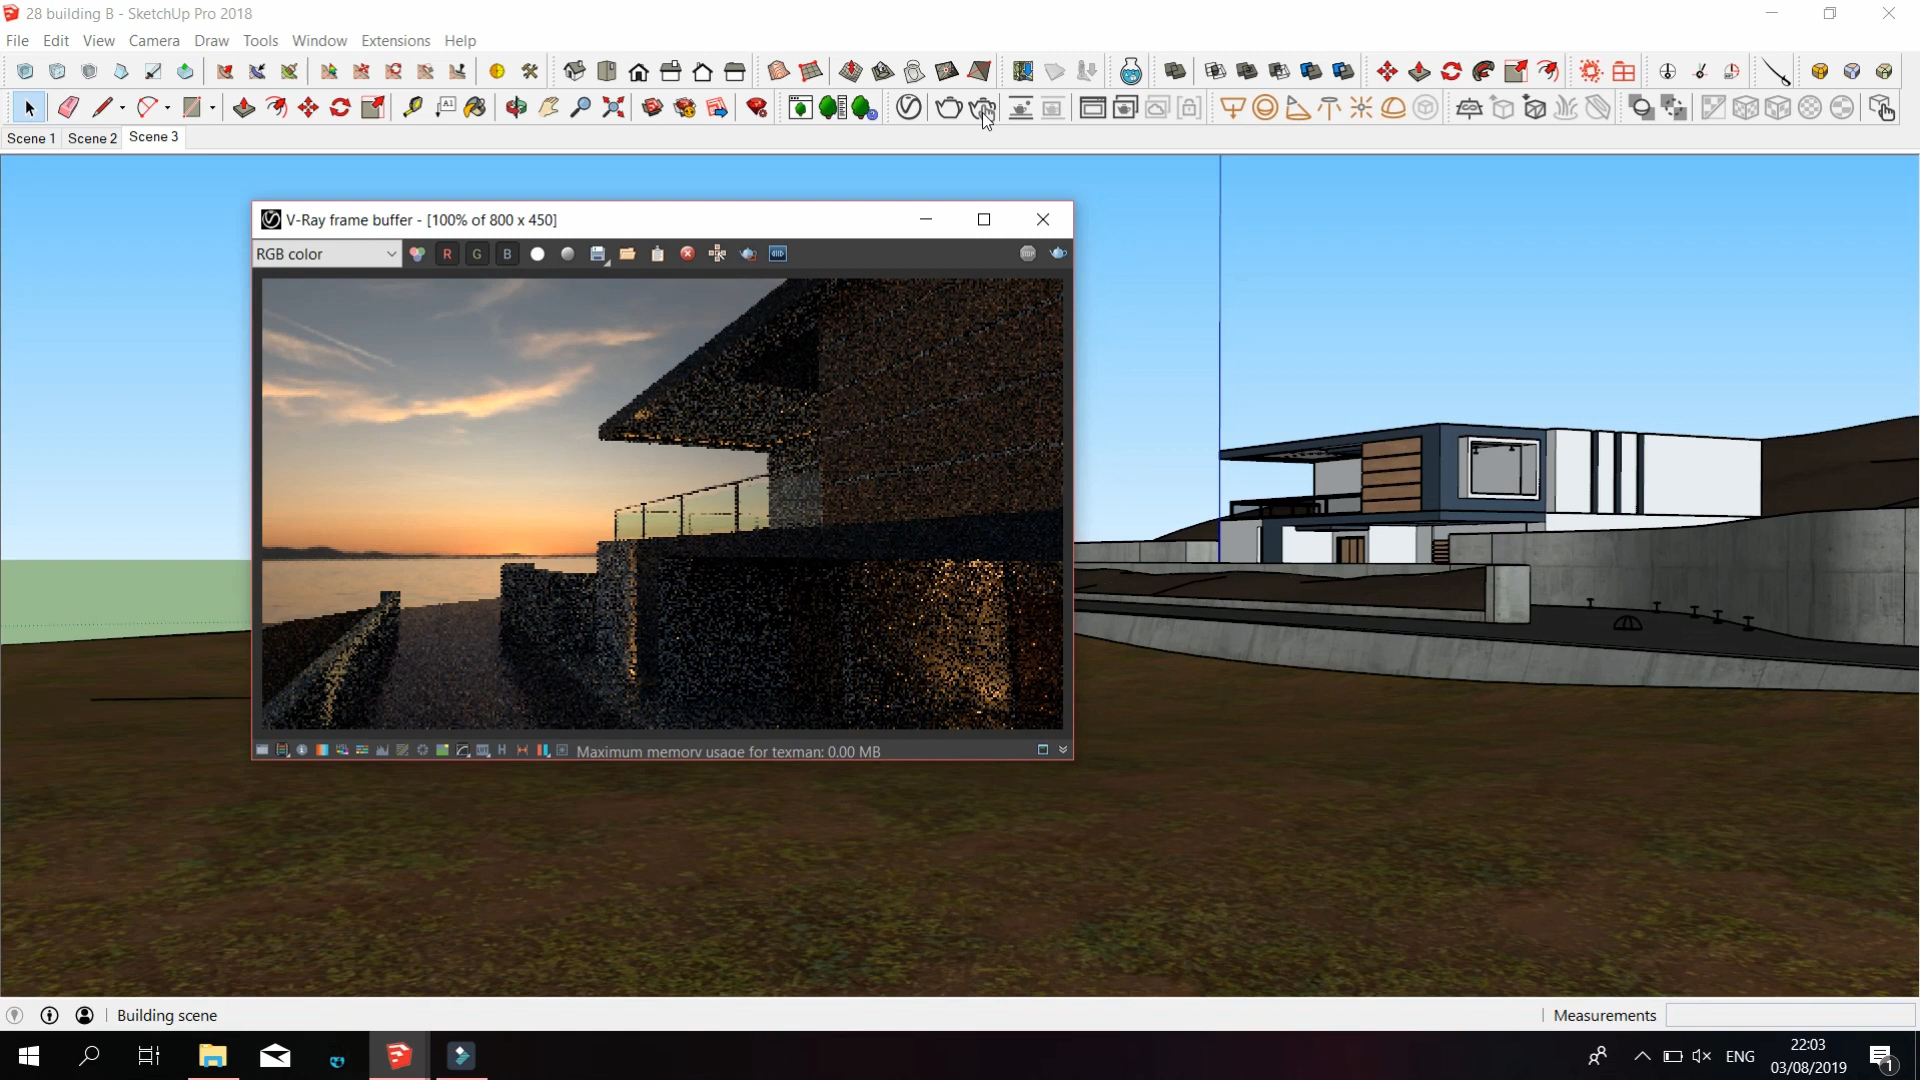 28 building B - SketchUp Pro 2018
File Edit View Camera Draw Tools Window Extensions Help
Scene 1 Scene 2 Scene 3
V-Ray frame buffer - [100% of 800 x 450]
RGB color R G B
STOP
H
Maximum memory usage for texman: 0.00 MB
Building scene
Measurements
ENG
22:03
03/08/2019
1